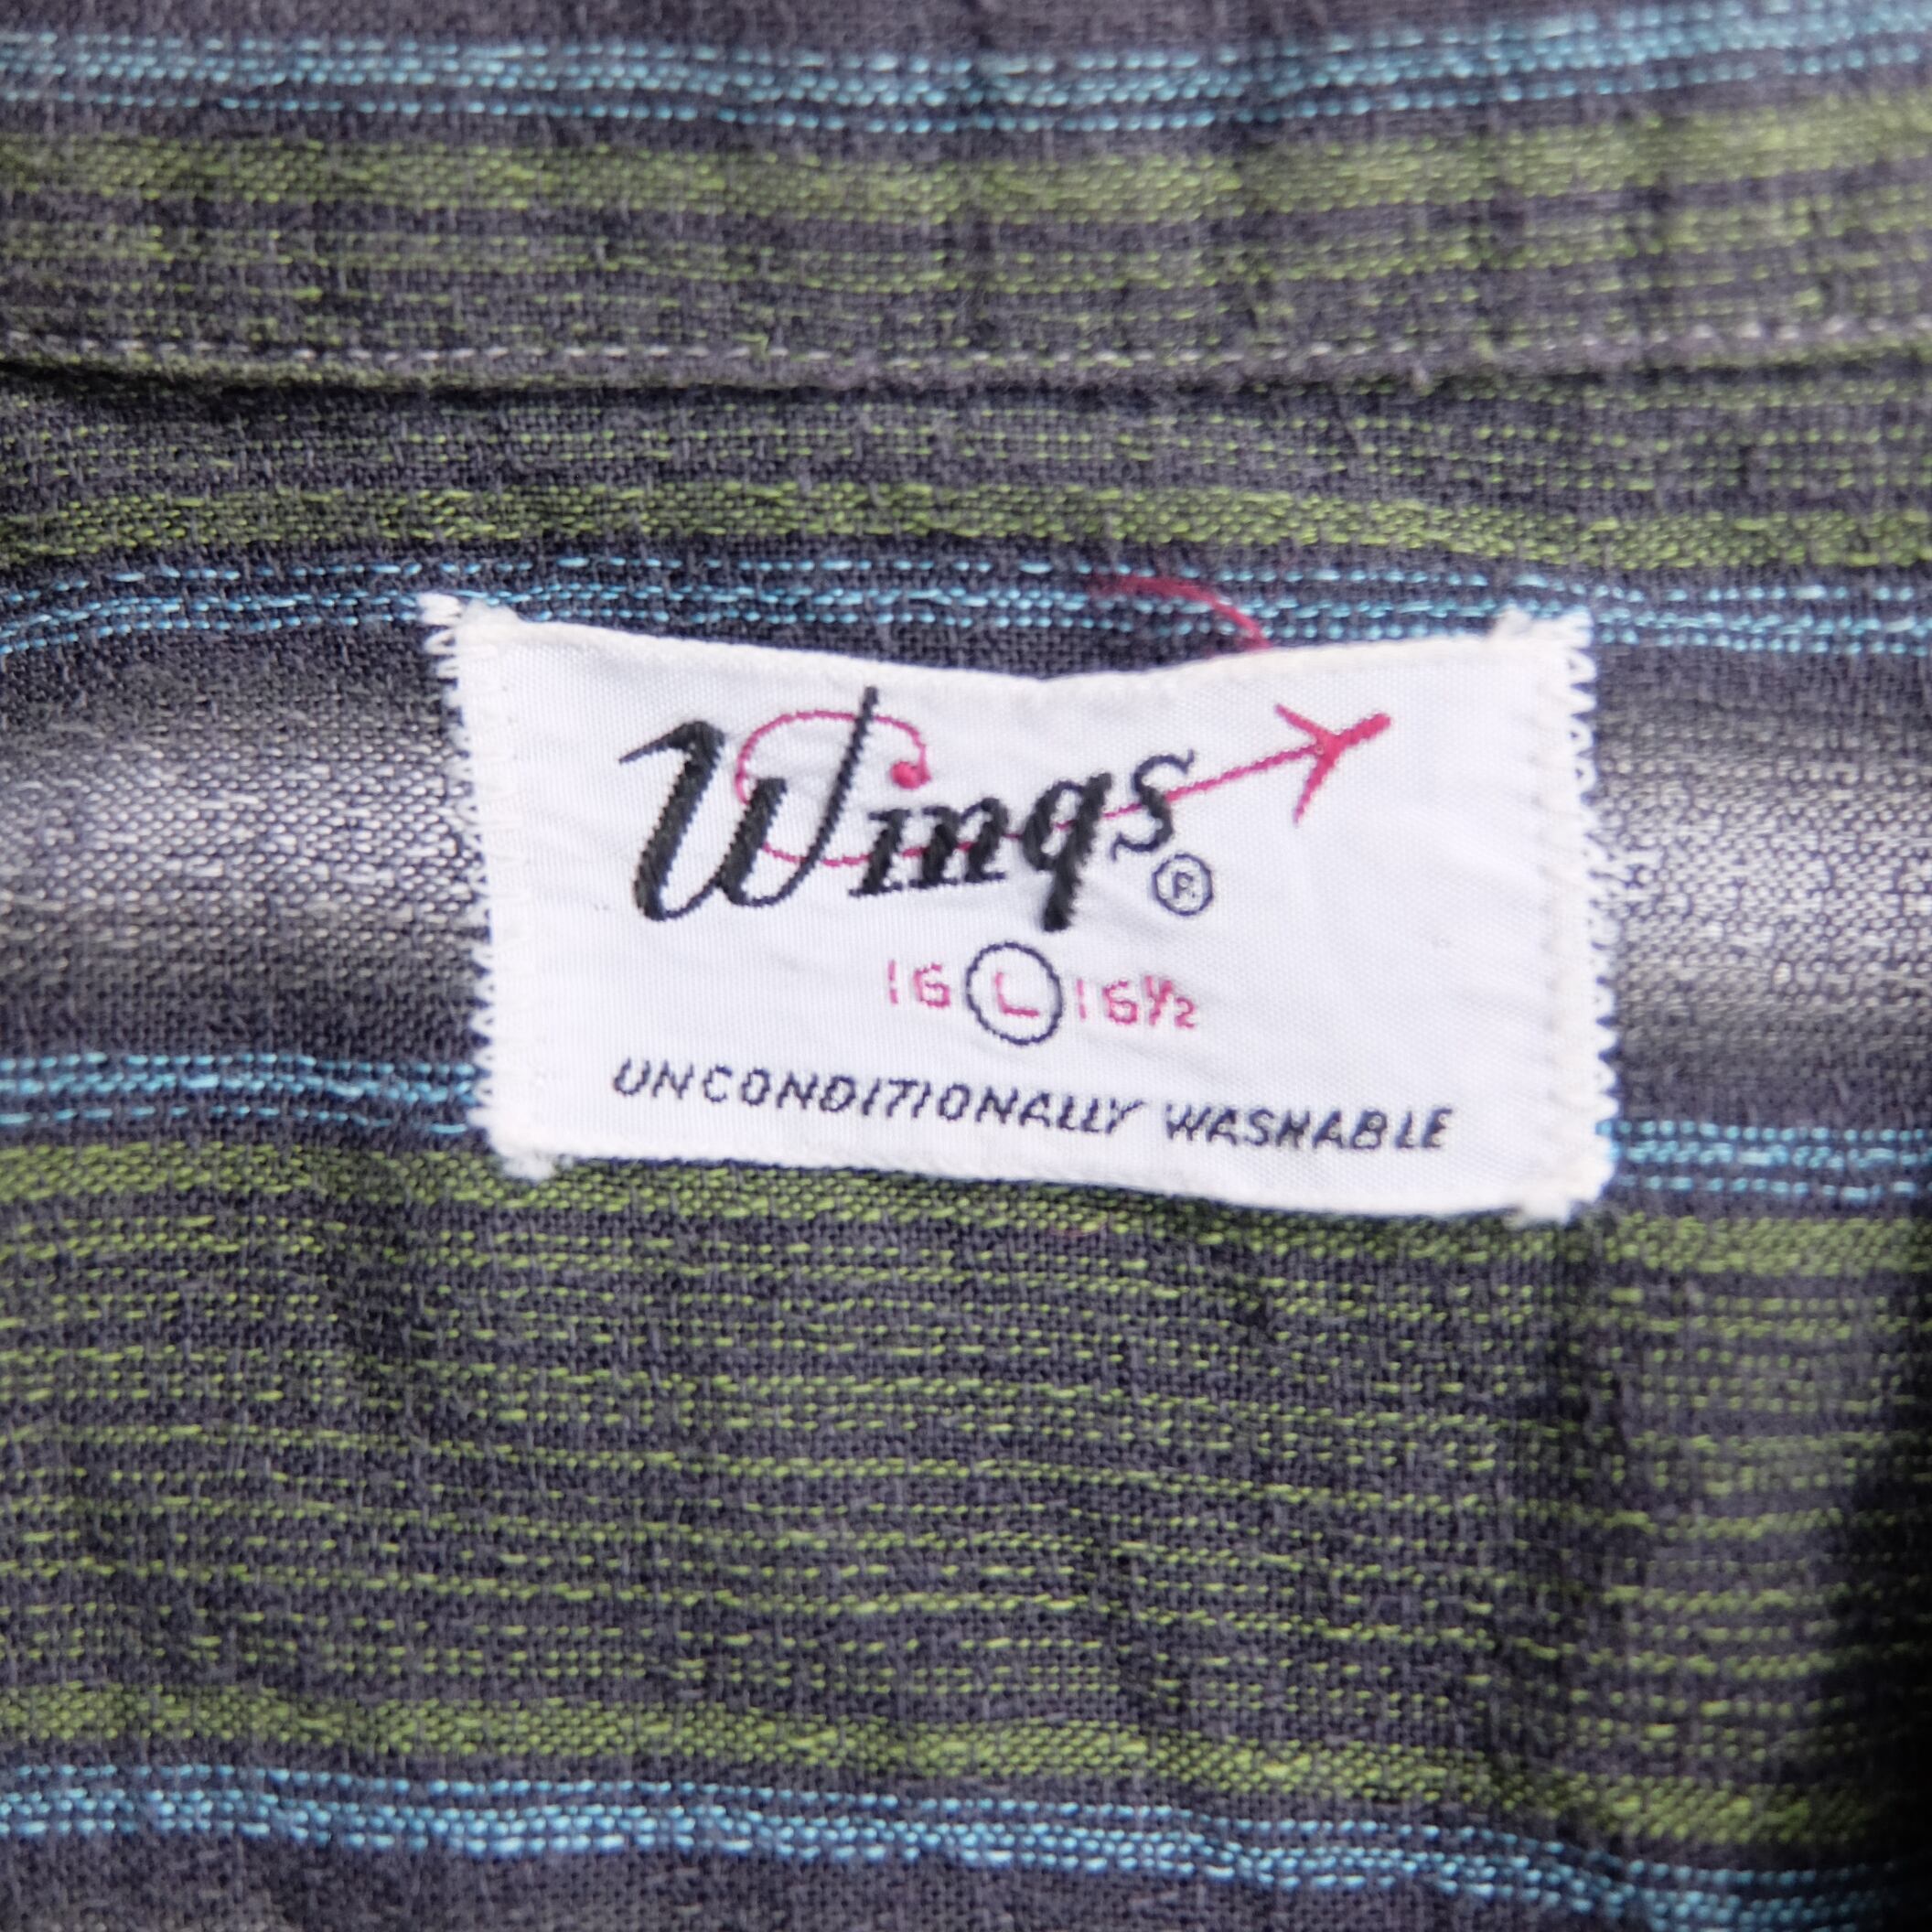 Wings®
16 L 16½
UNCONDITIONALLY WASHABLE